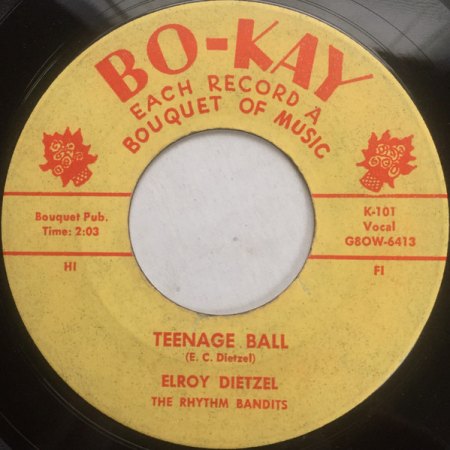 BO-KAY
EACH RECORD A
BOUQUET OF MUSIC
Bouquet Pub.
Time: 2:03
K-101
Vocal
G8OW-6413
HI
FI
TEENAGE BALL
(E. C. Dietzel)
ELROY DIETZEL
THE RHYTHM BANDITS